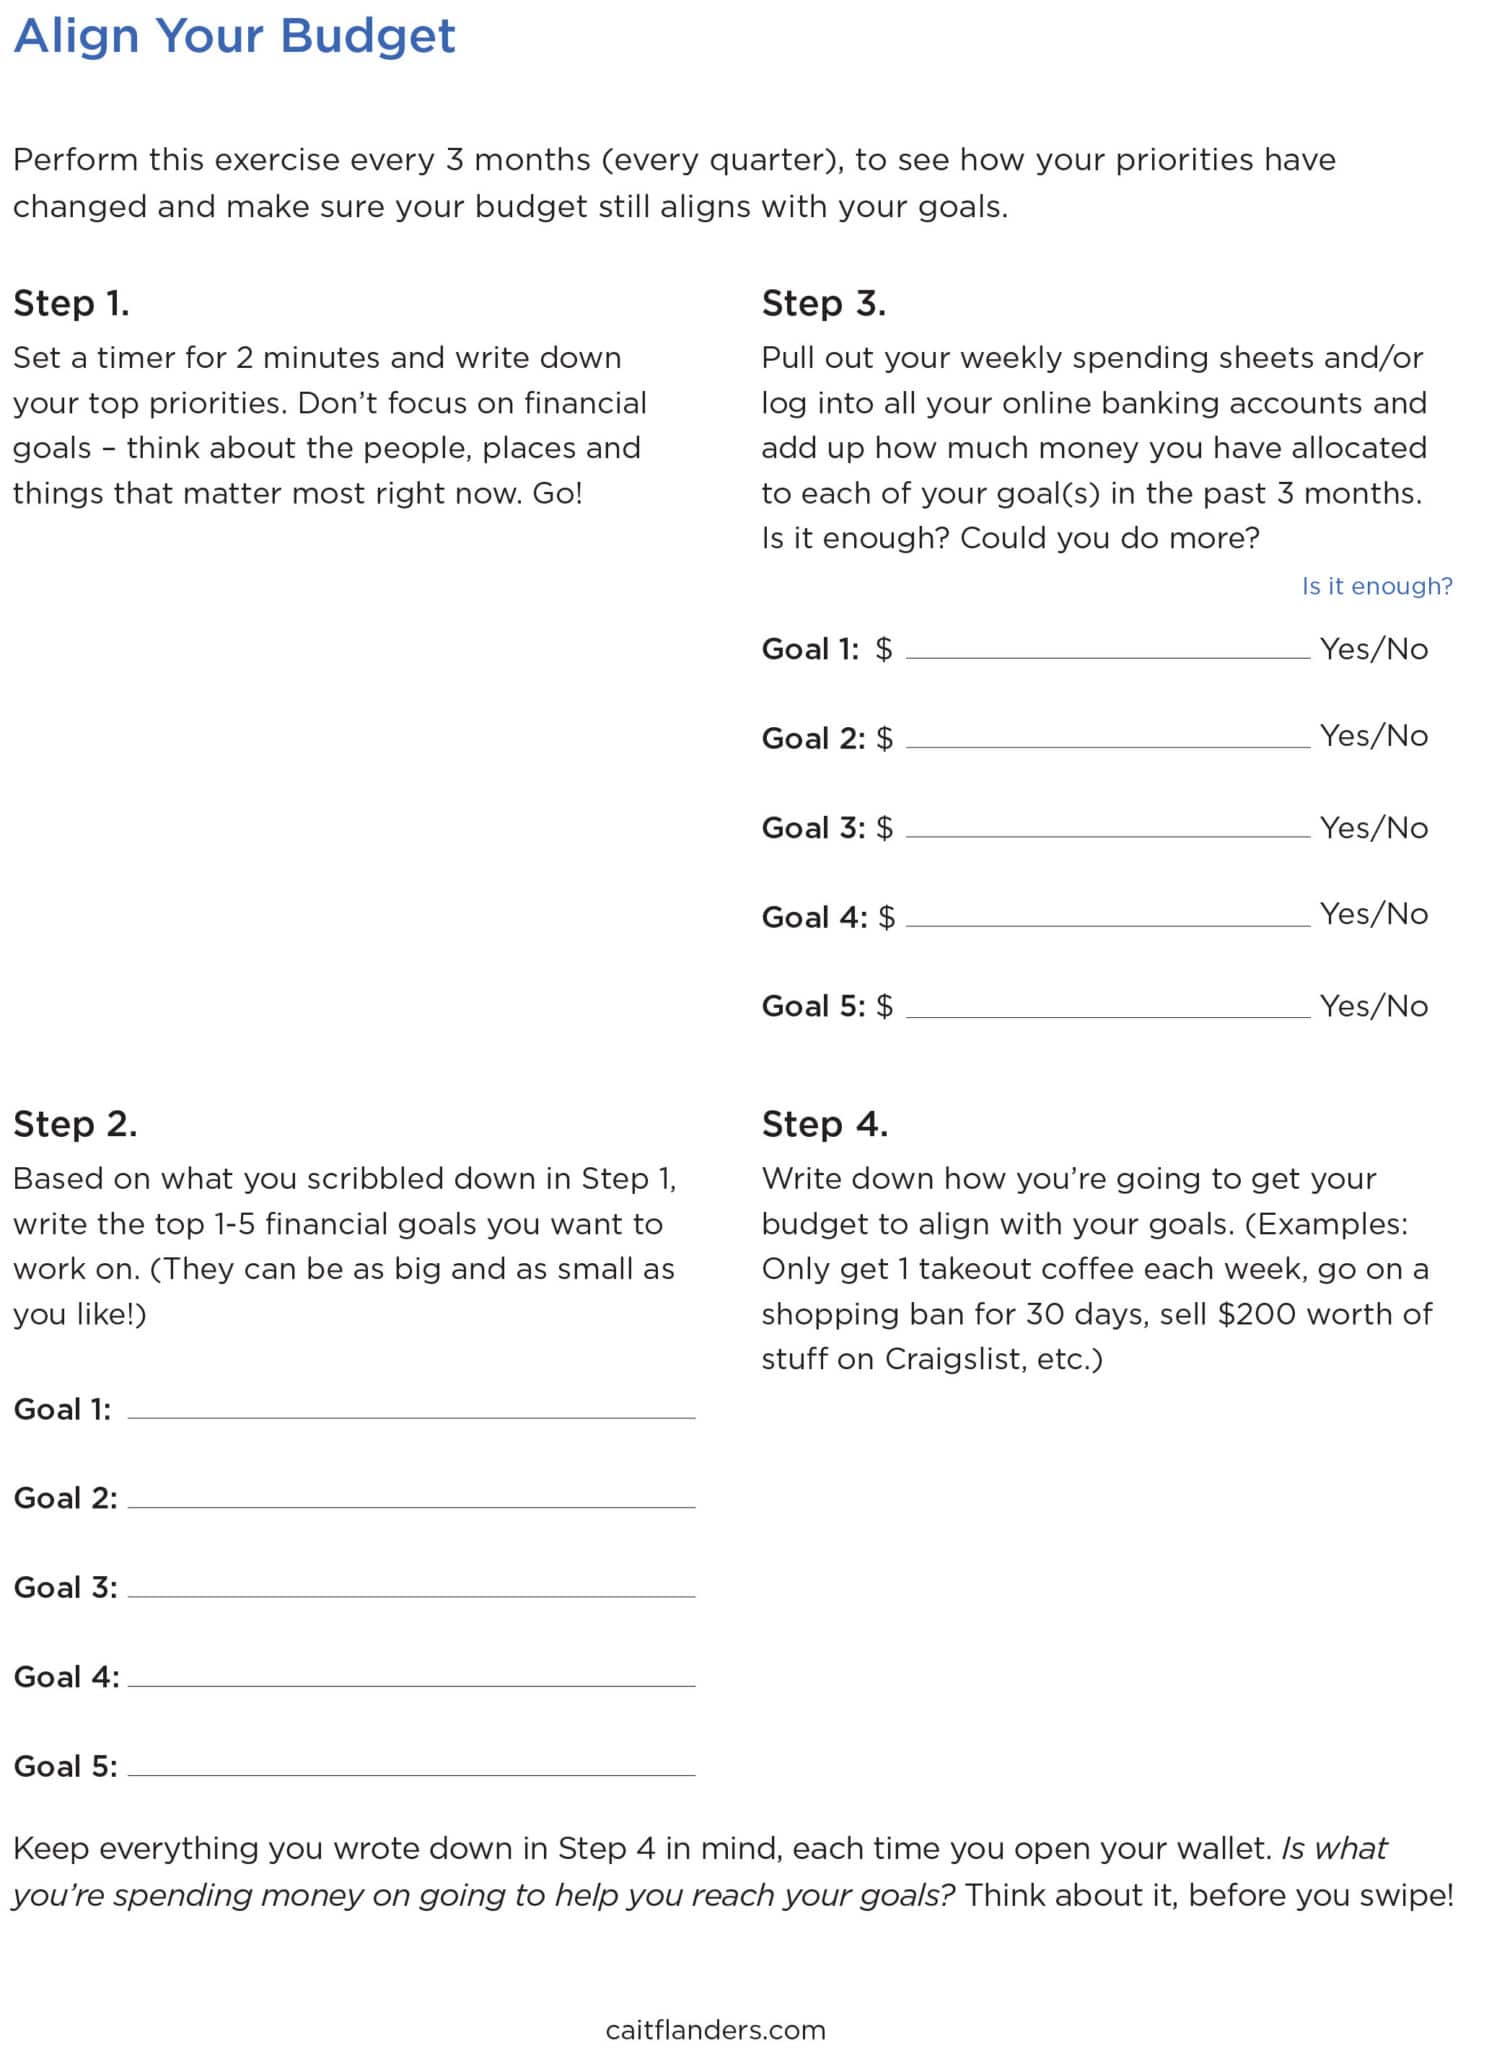 Align Your Budget
Perform this exercise every 3 months (every quarter), to see how your priorities have
changed and make sure your budget still aligns with your goals.
Step 1.
Set a timer for 2 minutes and write down
your top priorities. Don’t focus on financial
goals – think about the people, places and
things that matter most right now. Go!
Step 2.
Based on what you scribbled down in Step 1,
write the top 1-5 financial goals you want to
work on. (They can be as big and as small as
you like!)
Goal 1:
Goal 2:
Goal 3:
Goal 4:
Goal 5:
Step 3.
Pull out your weekly spending sheets and/or
log into all your online banking accounts and
add up how much money you have allocated
to each of your goal(s) in the past 3 months.
Is it enough? Could you do more?
Is it enough?
Goal 1: $ Yes/No
Goal 2: $ Yes/No
Goal 3: $ Yes/No
Goal 4: $ Yes/No
Goal 5: $ Yes/No
Step 4.
Write down how you’re going to get your
budget to align with your goals. (Examples:
Only get 1 takeout coffee each week, go on a
shopping ban for 30 days, sell $200 worth of
stuff on Craigslist, etc.)
Keep everything you wrote down in Step 4 in mind, each time you open your wallet. Is what
you’re spending money on going to help you reach your goals? Think about it, before you swipe!
caitflanders.com